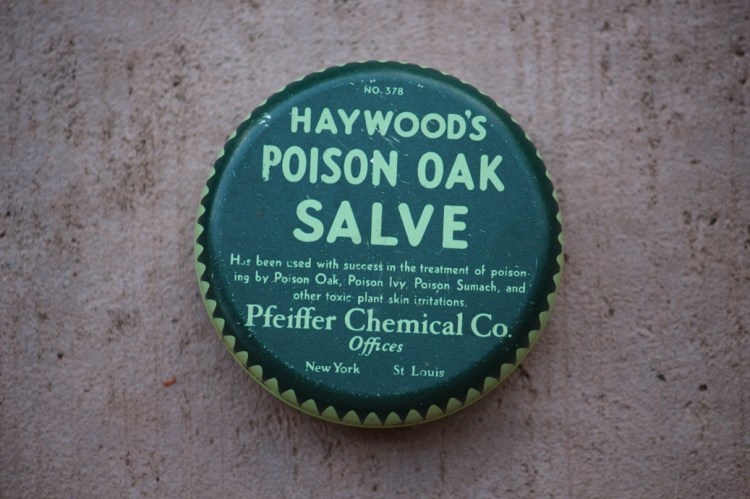 NO. 378
HAYWOOD'S
POISON OAK
SALVE
Has been used with success in the treatment of poison-
ing by Poison Oak, Poison Ivy, Poison Sumach, and
other toxic plant skin irritations.
Pfeiffer Chemical Co.
Offices
New York St Louis